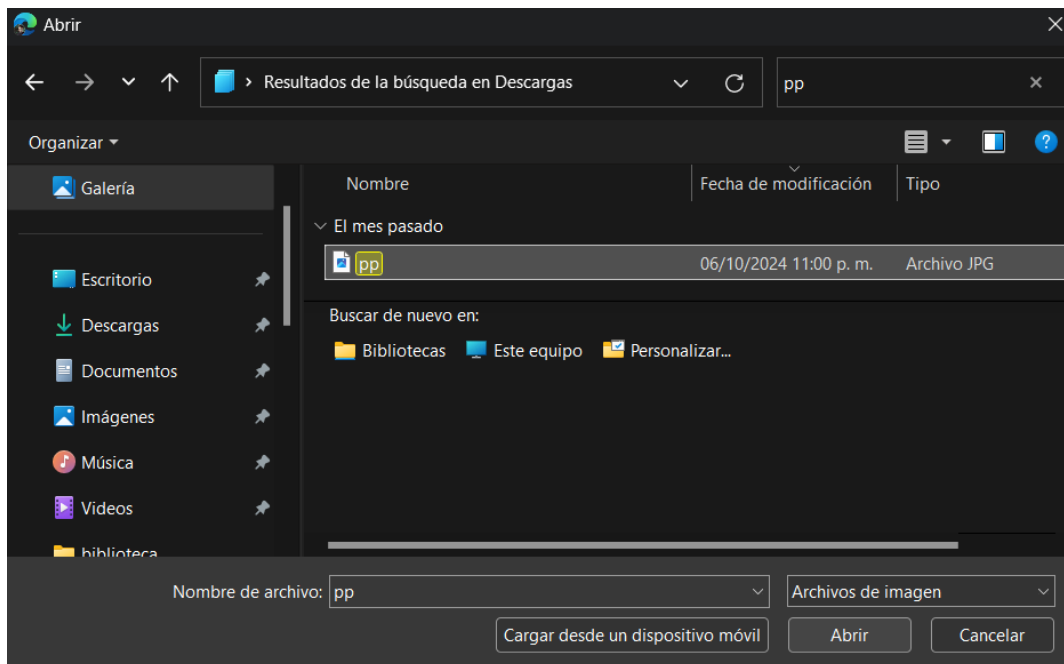 Abrir
Resultados de la búsqueda en Descargas
pp
Organizar
Galería
Nombre Fecha de modificación Tipo
El mes pasado
pp 06/10/2024 11:00 p. m. Archivo JPG
Escritorio
Descargas
Documentos
Imágenes
Música
Videos
biblioteca
Buscar de nuevo en:
Bibliotecas Este equipo Personalizar...
Nombre de archivo: pp Archivos de imagen
Cargar desde un dispositivo móvil Abrir Cancelar